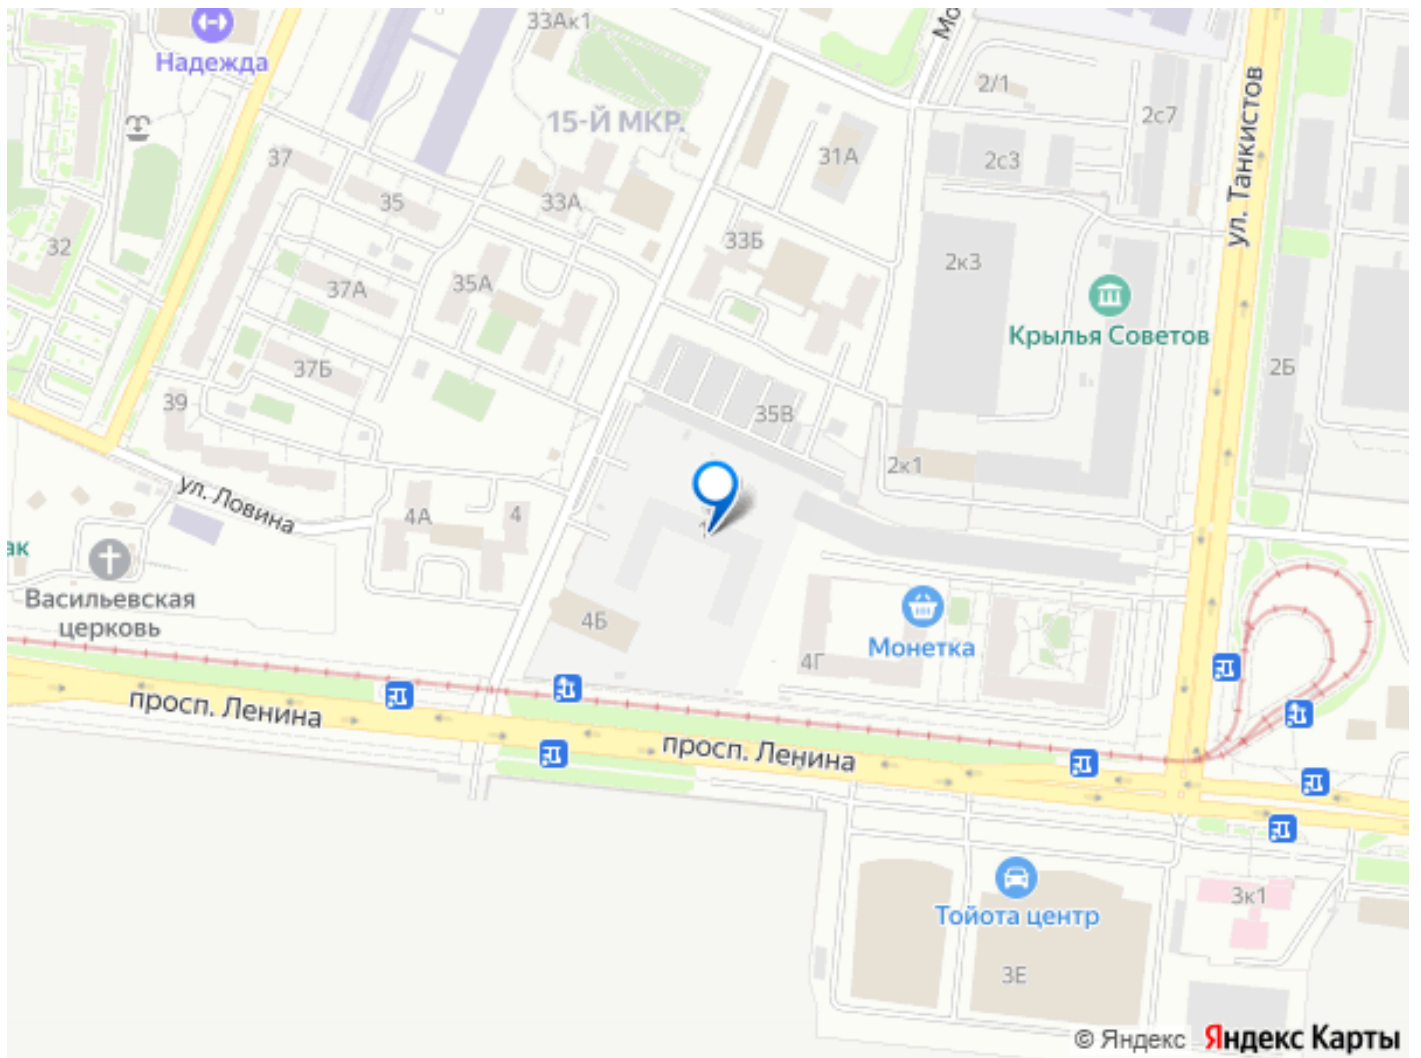 33Ак1
Мо
Надежда
2/1
15-Й МКР.
2с7
37
31А
2с3
ул. Танкистов
35
33А
32
33Б
2к3
37А
35А
Крылья Советов
37Б
2Б
39
35В
2к1
ул. Ловина
4А
4
ак
Васильевская
церковь
4Б
Монетка
4Г
просп. Ленина
просп. Ленина
3к1
Тойота центр
3Е
© Яндекс Яндекс Карты